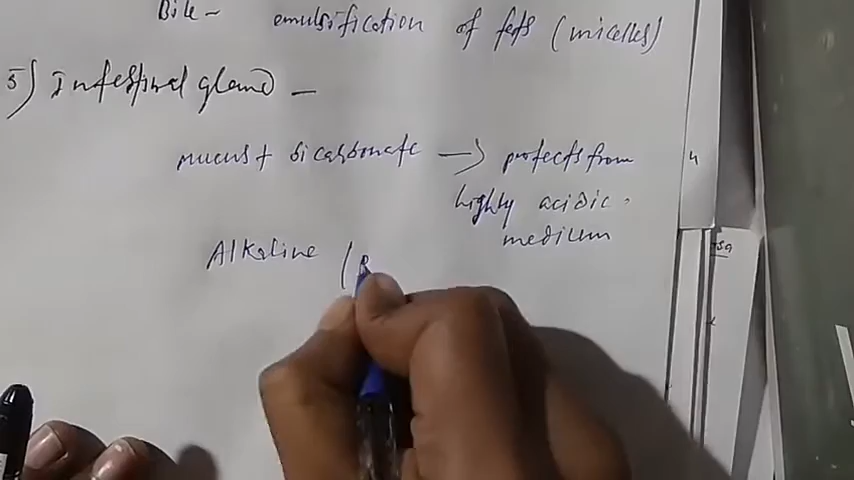 Bile - emulsification of fats (micelles)
5) Intestinal gland -
mucus + bicarbonate → protects from
highly acidic
medium
Alkaline (